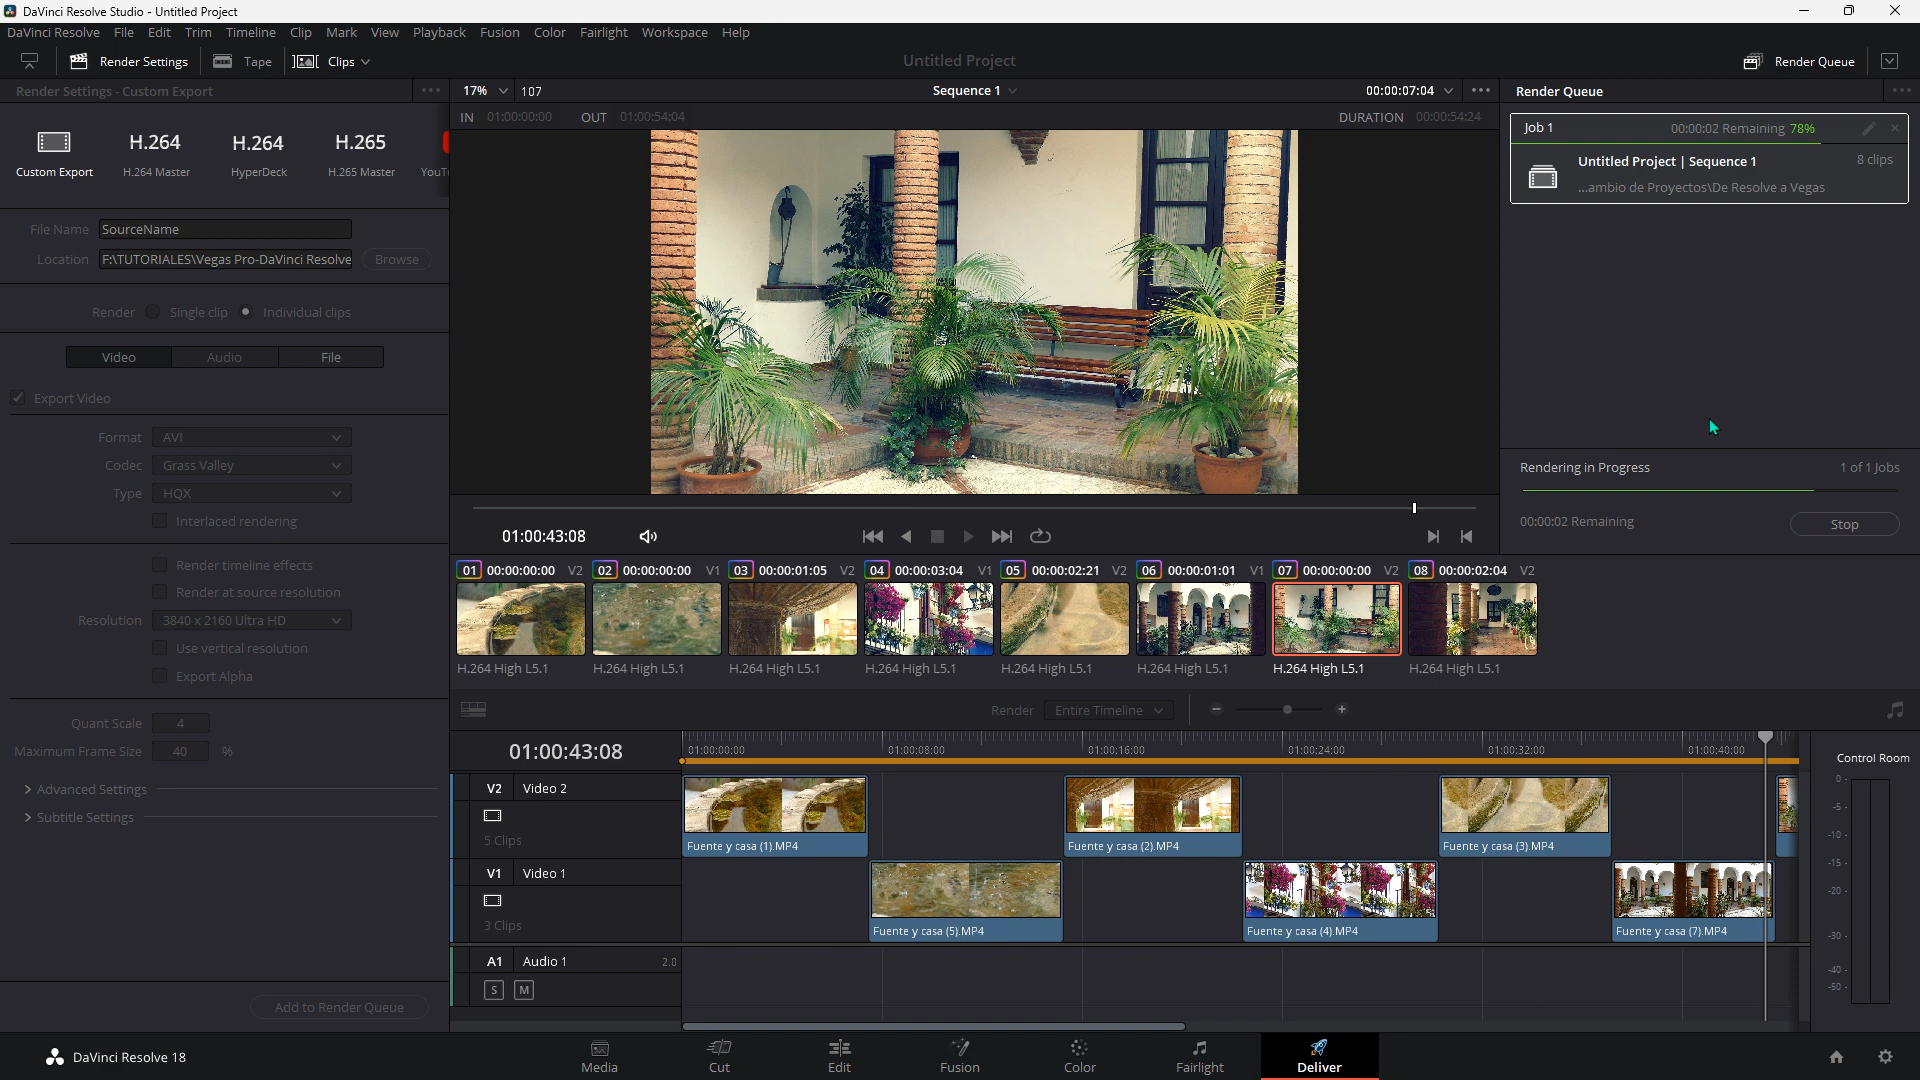 DaVinci Resolve Studio - Untitled Project
DaVinci Resolve File Edit Trim Timeline Clip Mark View Playback Fusion Color Fairlight Workspace Help
Render Settings Tape Clips Untitled Project Render Queue
Render Settings - Custom Export 17% 107 Sequence 1 00:00:07:04 Render Queue
IN 01:00:00:00 OUT 01:00:54:04 DURATION 00:00:54:24
Job 1 00:00:02 Remaining 78%
Untitled Project | Sequence 1 8 clips
...ambio de Proyectos\De Resolve a Vegas
H.264 H.264 H.265
Custom Export H.264 Master HyperDeck H.265 Master YouT
File Name SourceName
Location F:\TUTORIALES\Vegas Pro-DaVinci Resolve Browse
Render Single clip Individual clips
Video Audio File
Export Video
Format AVI
Codec Grass Valley
Type HQX
Interlaced rendering
Render timeline effects
Render at source resolution
Resolution 3840 x 2160 Ultra HD
Use vertical resolution
Export Alpha
Quant Scale 4
Maximum Frame Size 40 %
Advanced Settings
Subtitle Settings
Add to Render Queue
Rendering in Progress 1 of 1 Jobs
00:00:02 Remaining Stop
01:00:43:08
01 00:00:00:00 V2 02 00:00:00:00 V1 03 00:00:01:05 V2 04 00:00:03:04 V1 05 00:00:02:21 V2 06 00:00:01:01 V1 07 00:00:00:00 V2 08 00:00:02:04 V2
H.264 High L5.1 H.264 High L5.1 H.264 High L5.1 H.264 High L5.1 H.264 High L5.1 H.264 High L5.1 H.264 High L5.1 H.264 High L5.1
Render Entire Timeline
01:00:43:08 01:00:00:00 01:00:08:00 01:00:16:00 01:00:24:00 01:00:32:00 01:00:40:00 Control Room
V2 Video 2
5 Clips
Fuente y casa (1).MP4 Fuente y casa (2).MP4 Fuente y casa (3).MP4
V1 Video 1
3 Clips
Fuente y casa (5).MP4 Fuente y casa (4).MP4 Fuente y casa (7).MP4
A1 Audio 1 2.0
S M
0
-5
-10
-15
-20
-30
-40
-50
DaVinci Resolve 18 Media Cut Edit Fusion Color Fairlight Deliver